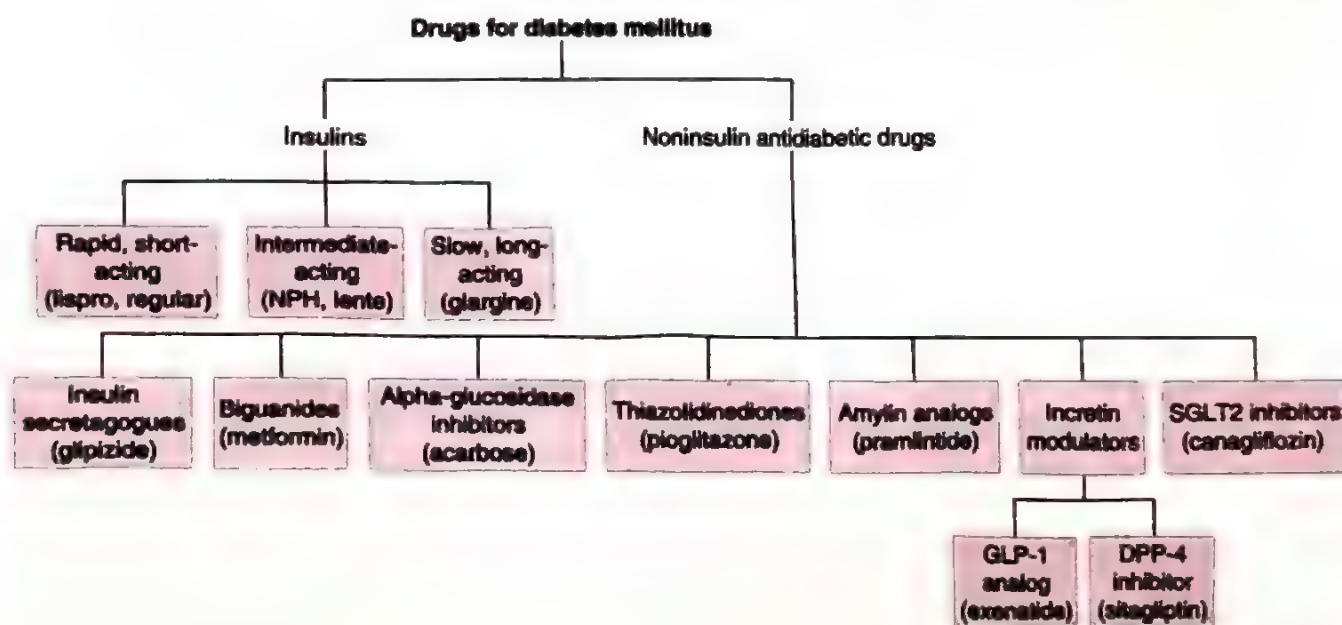 Drugs for diabetes mellitus
Insulins
Noninsulin antidiabetic drugs
Rapid, short-
acting
(lispro, regular)
Intermediate-
acting
(NPH, lente)
Slow, long-
acting
(glargine)
Insulin
secretagogues
(glipizide)
Biguanides
(metformin)
Alpha-glucosidase
inhibitors
(acarbose)
Thiazolidinediones
(pioglitazone)
Amylin analogs
(pramlintide)
Incretin
modulators
SGLT2 inhibitors
(canagliflozin)
GLP-1
analog
(exenatide)
DPP-4
inhibitor
(sitagliptin)